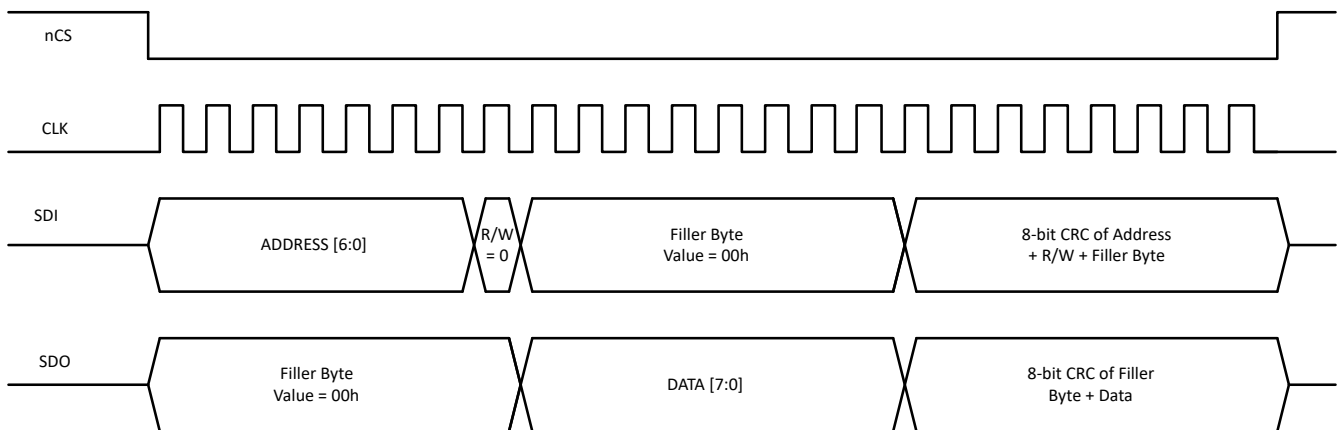 nCS
CLK
SDI
ADDRESS [6:0]
R/W
= 0
Filler Byte
Value = 00h
8-bit CRC of Address
+ R/W + Filler Byte
SDO
Filler Byte
Value = 00h
DATA [7:0]
8-bit CRC of Filler
Byte + Data